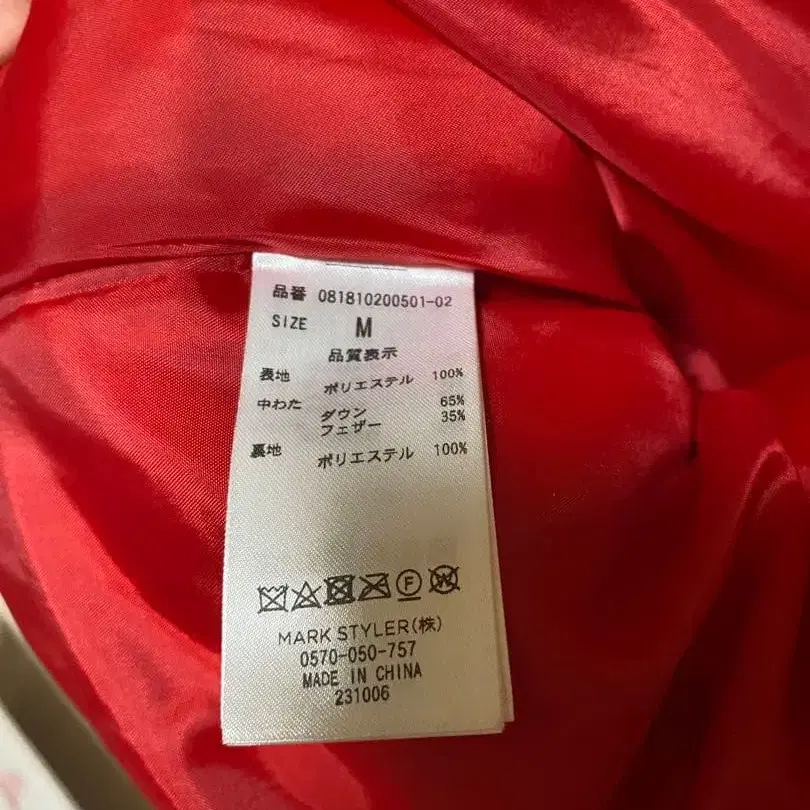 品番 081810200501-02
SIZE M
品質表示
表地 ポリエステル 100%
中わた ダウン 65%
フェザー 35%
裏地 ポリエステル 100%
F W
MARK STYLER(株)
0570-050-757
MADE IN CHINA
231006